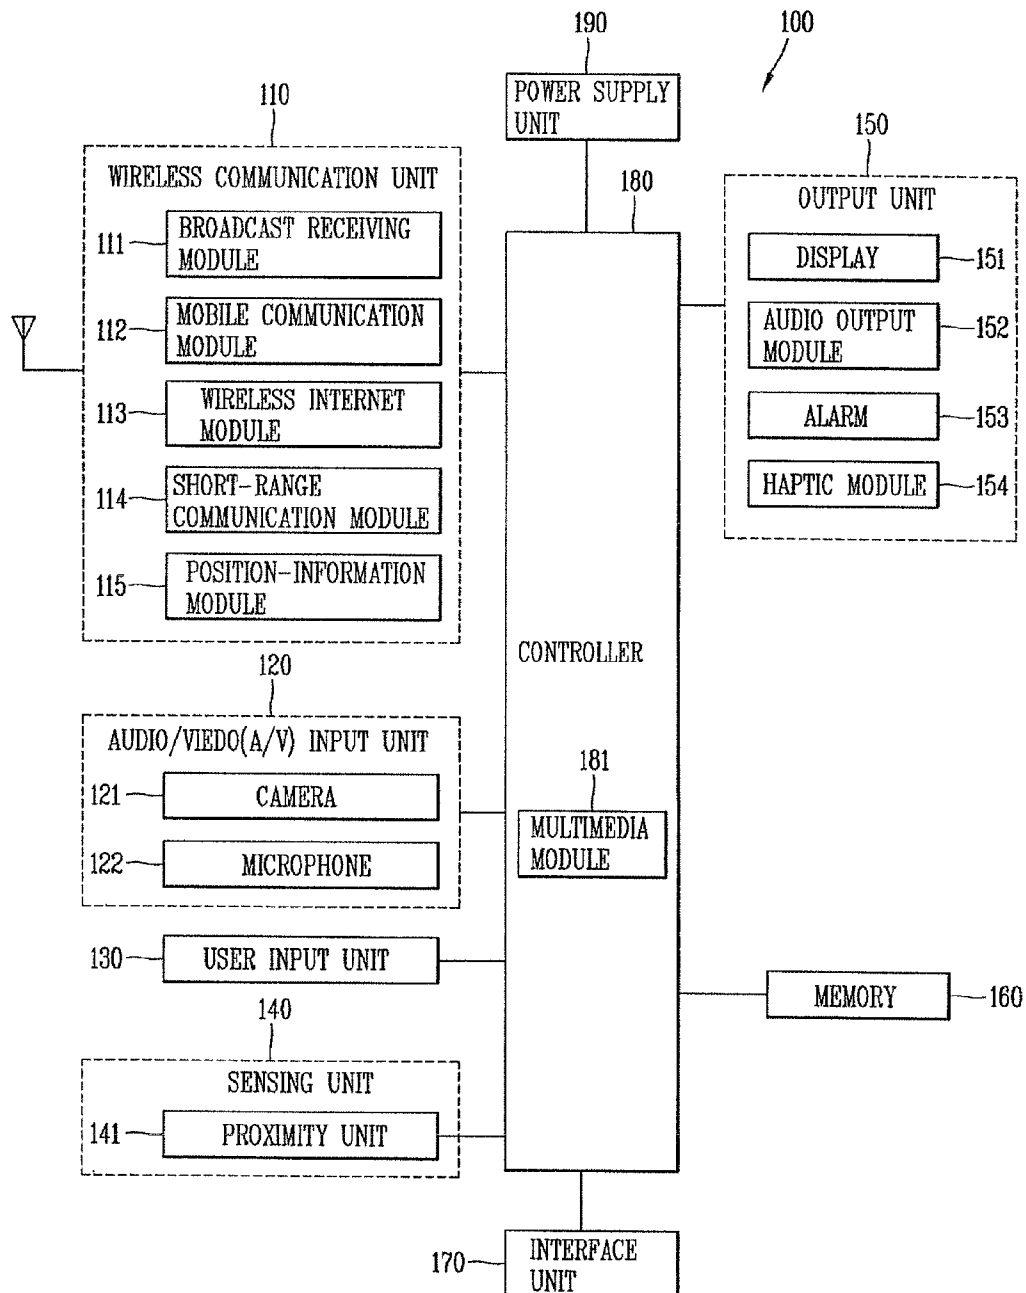 190
100
POWER SUPPLY
UNIT
110
150
WIRELESS COMMUNICATION UNIT
180
OUTPUT UNIT
111
BROADCAST RECEIVING
MODULE
DISPLAY
151
112
MOBILE COMMUNICATION
MODULE
AUDIO OUTPUT
MODULE
152
113
WIRELESS INTERNET
MODULE
ALARM
153
114
SHORT-RANGE
COMMUNICATION MODULE
HAPTIC MODULE
154
115
POSITION-INFORMATION
MODULE
CONTROLLER
120
AUDIO/VIEDO(A/V) INPUT UNIT
121
CAMERA
181
MULTIMEDIA
MODULE
122
MICROPHONE
130
USER INPUT UNIT
MEMORY
160
140
SENSING UNIT
141
PROXIMITY UNIT
170
INTERFACE
UNIT